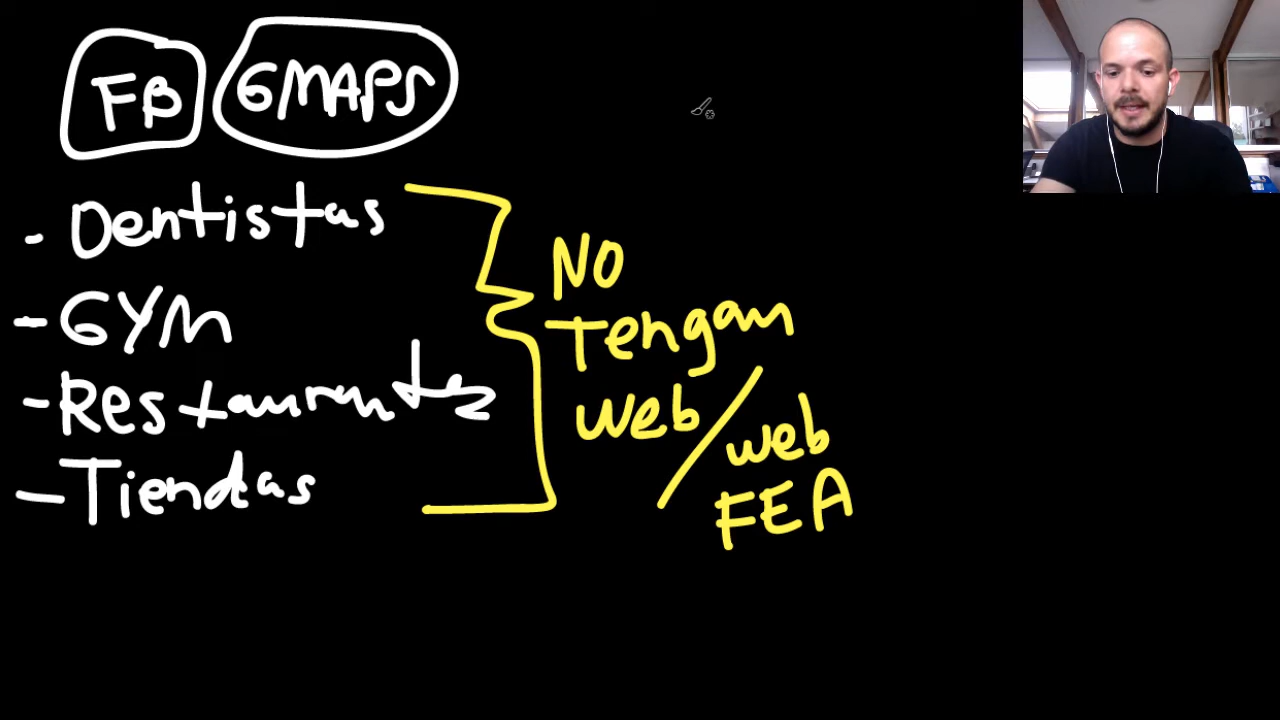 FB GMAPS
- Dentistas
- GYM
- Restaurantes
- Tiendas
NO
Tengan
web / web
FEA